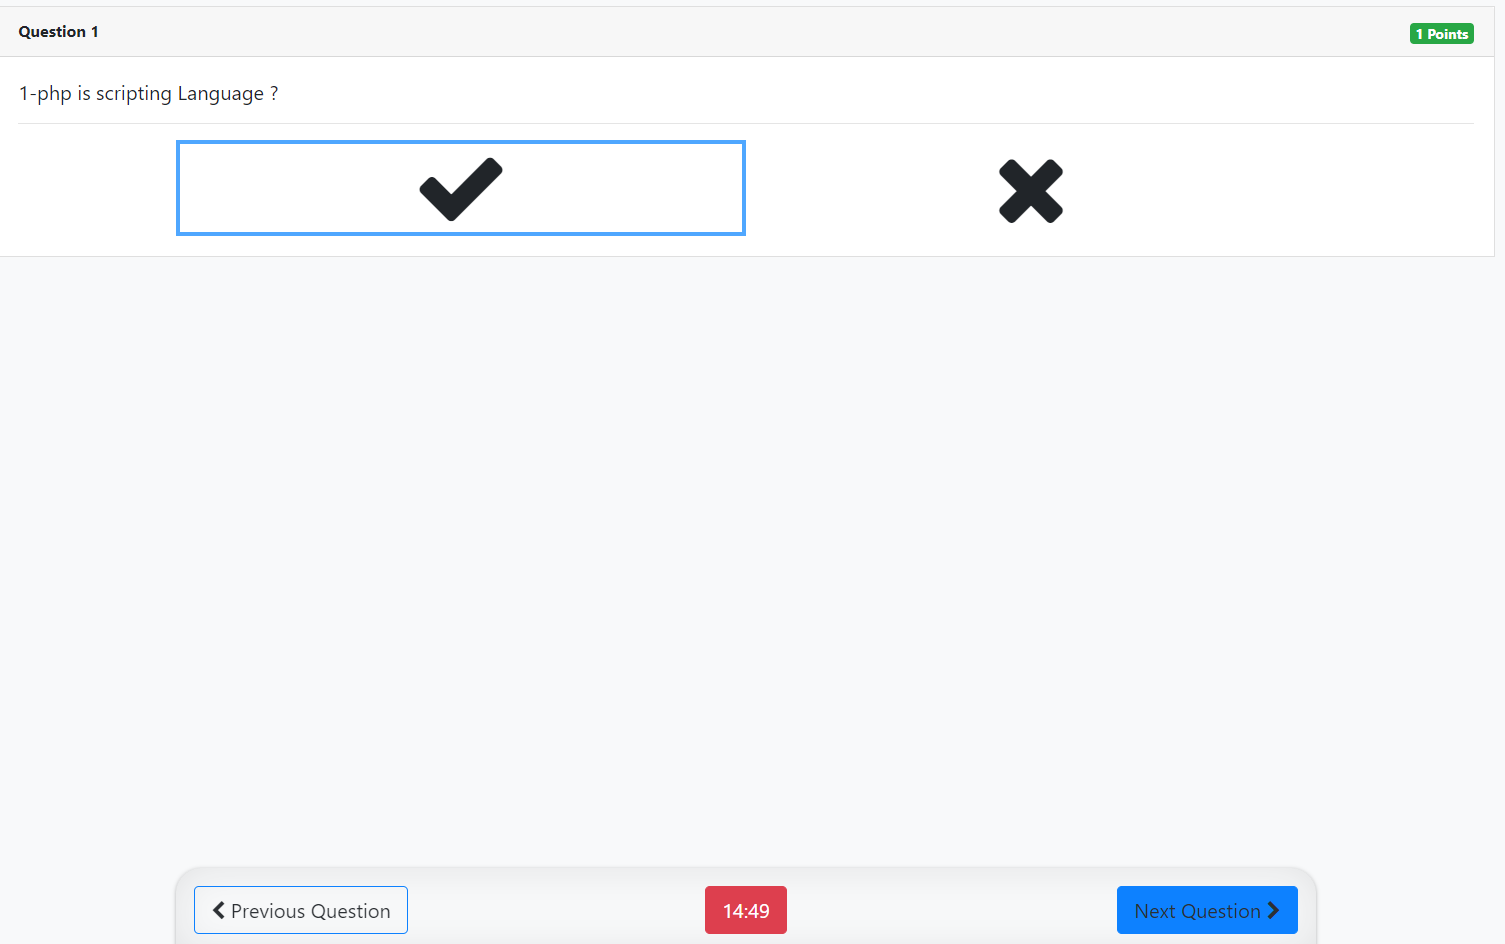 Question 1
1 Points
1-php is scripting Language ?
Previous Question
14:49
Next Question